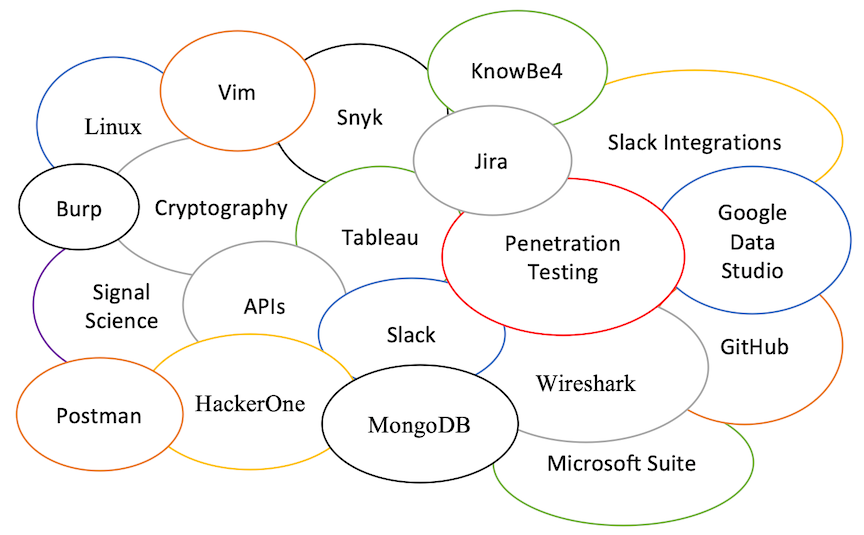 KnowBe4
Vim
Snyk
Linux
Slack Integrations
Jira
Burp
Cryptography
Google
Data
Studio
Tableau
Penetration
Testing
Signal
Science
APIs
Slack
GitHub
Wireshark
HackerOne
Postman
MongoDB
Microsoft Suite